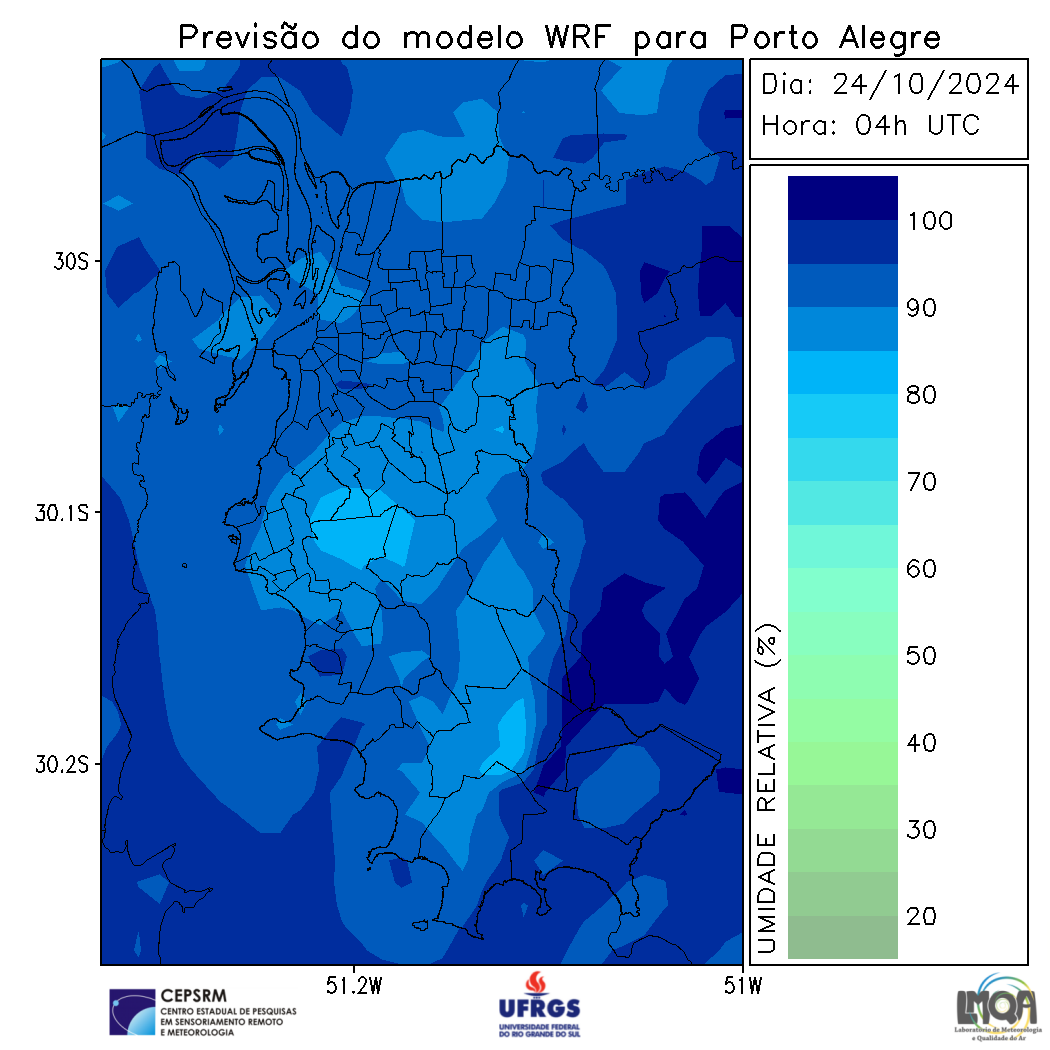 Previsão do modelo WRF para Porto Alegre
Dia: 24/10/2024
Hora: 04h UTC
30S
30.1S
30.2S
51.2W
51W
UMIDADE RELATIVA (%)
100
90
80
70
60
50
40
30
20
CEPSRM
CENTRO ESTADUAL DE PESQUISAS
EM SENSORIAMENTO REMOTO
E METEOROLOGIA
UFRGS
UNIVERSIDADE FEDERAL
DO RIO GRANDE DO SUL
LMQA
Laboratório de Meteorologia
e Qualidade do Ar